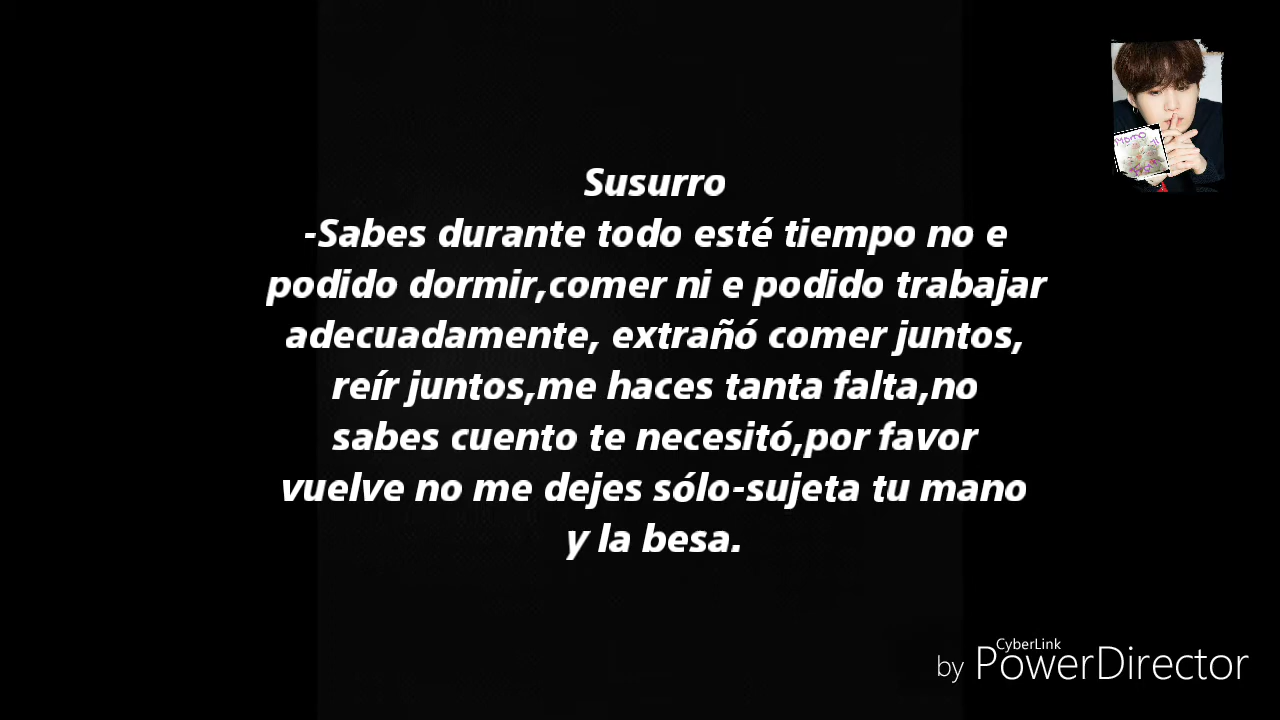 Susurro
-Sabes durante todo esté tiempo no e
podido dormir,comer ni e podido trabajar
adecuadamente, extrañó comer juntos,
reír juntos,me haces tanta falta,no
sabes cuento te necesitó,por favor
vuelve no me dejes sólo-sujeta tu mano
y la besa.
CyberLink
by PowerDirector